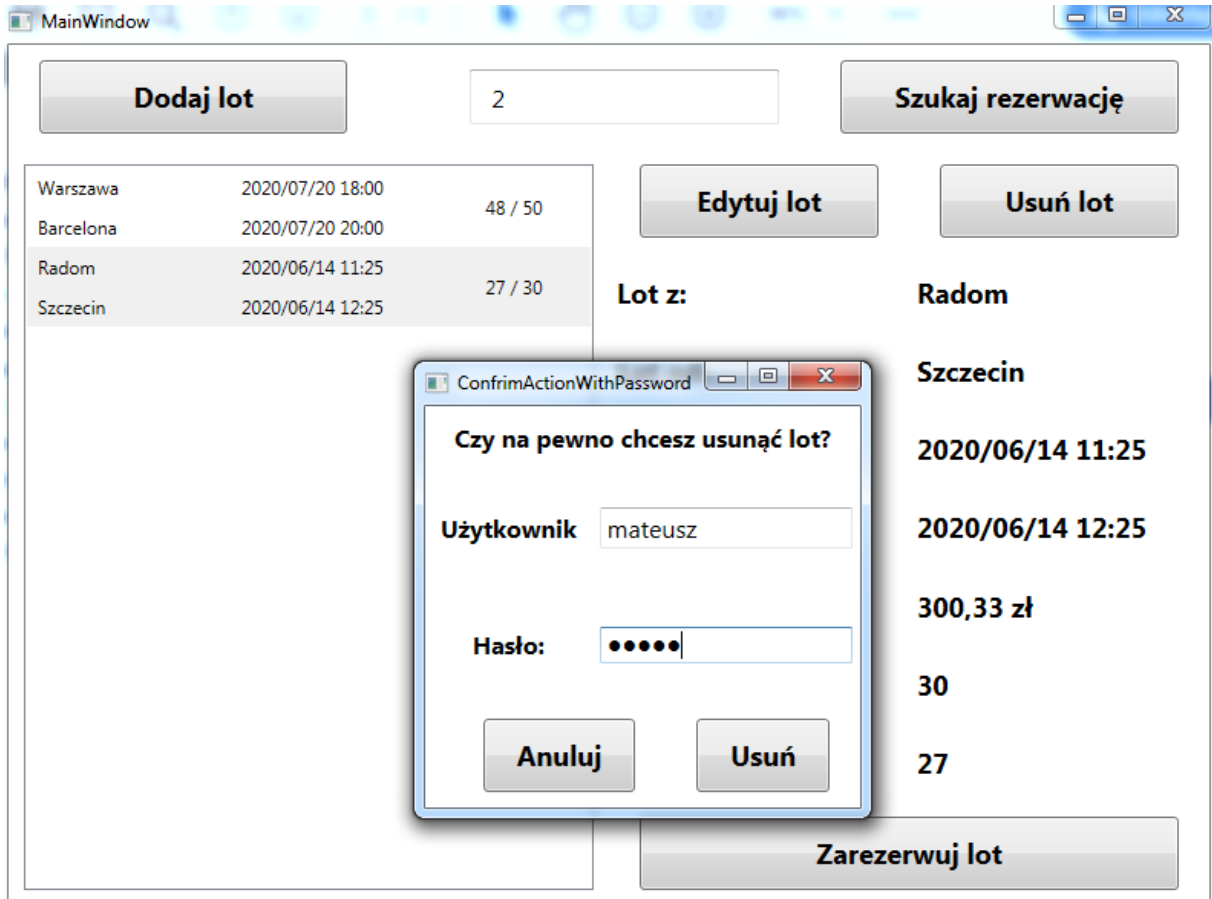 MainWindow
Dodaj lot
2
Szukaj rezerwację
Warszawa 2020/07/20 18:00
48 / 50
Barcelona 2020/07/20 20:00
Radom 2020/06/14 11:25
27 / 30
Szczecin 2020/06/14 12:25
Edytuj lot
Usuń lot
Lot z: Radom
Szczecin
2020/06/14 11:25
2020/06/14 12:25
300,33 zł
30
27
Zarezerwuj lot
ConfrimActionWithPassword
Czy na pewno chcesz usunąć lot?
Użytkownik mateusz
Hasło: ●●●●●
Anuluj Usuń